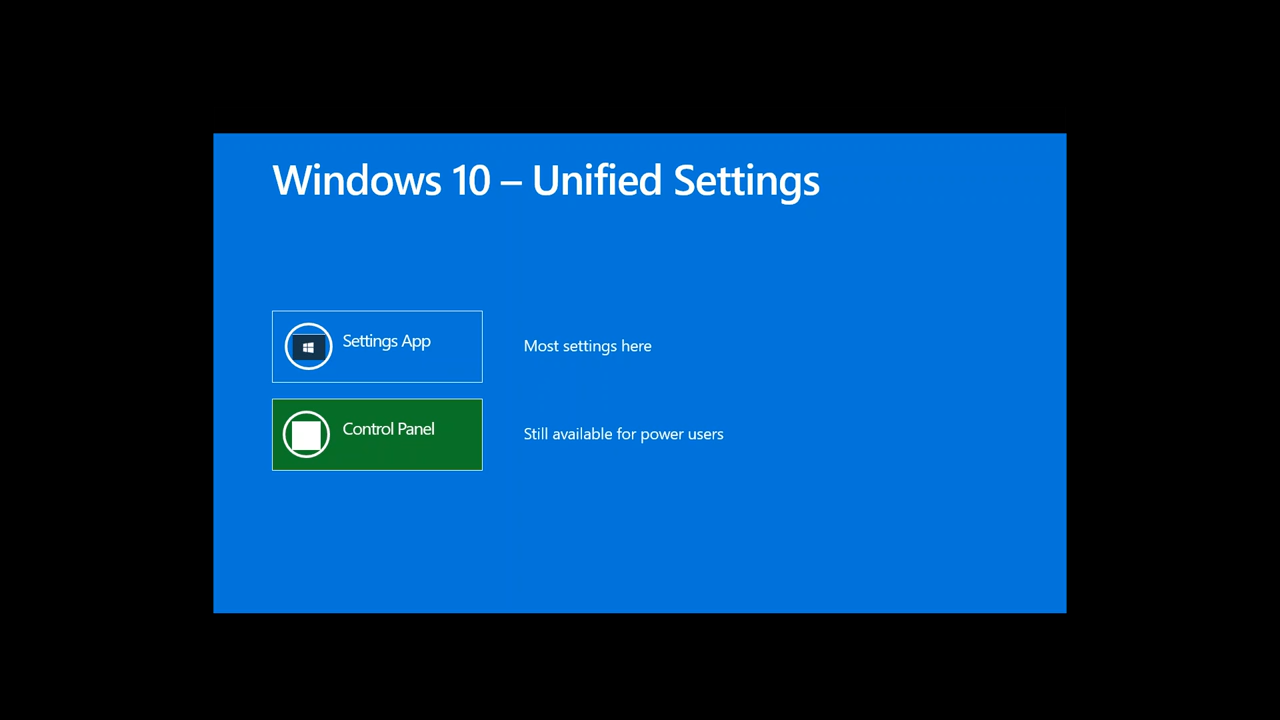 Windows 10 – Unified Settings
Settings App
Most settings here
Control Panel
Still available for power users